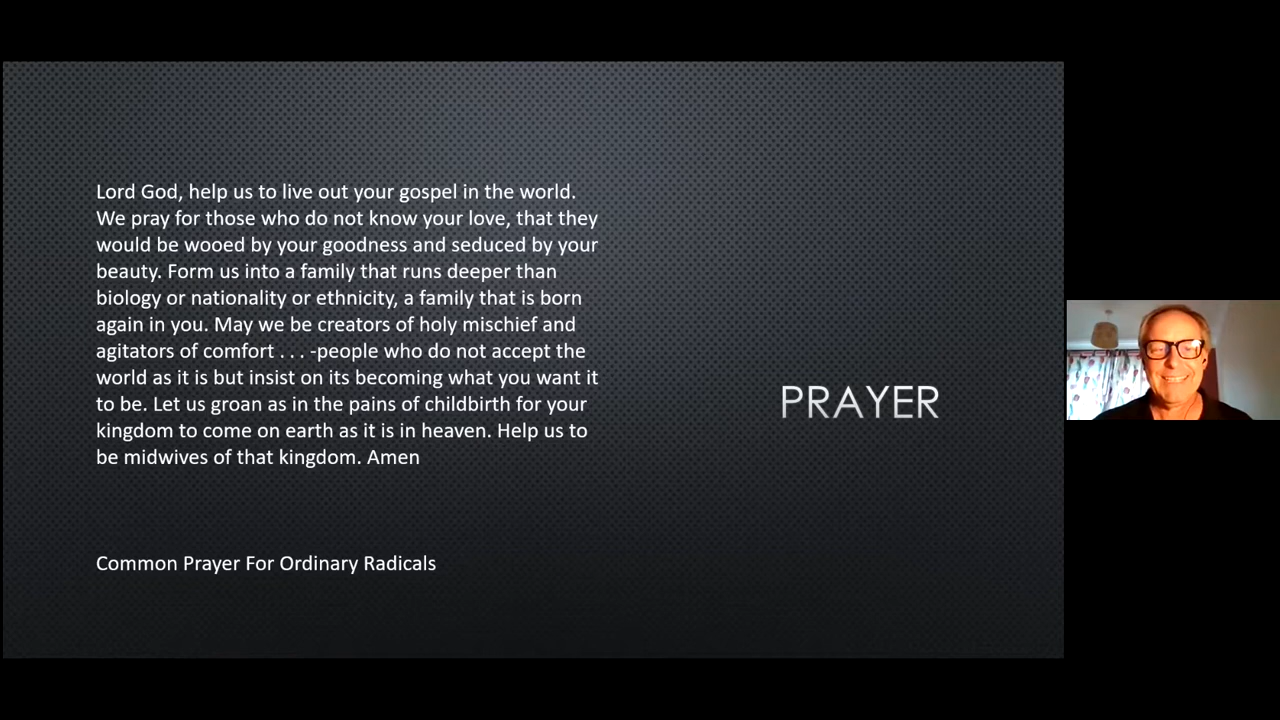 Lord God, help us to live out your gospel in the world.
We pray for those who do not know your love, that they
would be wooed by your goodness and seduced by your
beauty. Form us into a family that runs deeper than
biology or nationality or ethnicity, a family that is born
again in you. May we be creators of holy mischief and
agitators of comfort . . . -people who do not accept the
world as it is but insist on its becoming what you want it
to be. Let us groan as in the pains of childbirth for your
kingdom to come on earth as it is in heaven. Help us to
be midwives of that kingdom. Amen
Common Prayer For Ordinary Radicals
PRAYER